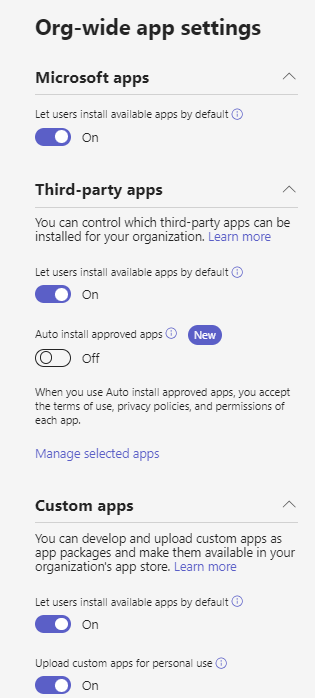 Org-wide app settings
Microsoft apps
Let users install available apps by default
On
Third-party apps
You can control which third-party apps can be
installed for your organization. Learn more
Let users install available apps by default
On
Auto install approved apps New
Off
When you use Auto install approved apps, you accept
the terms of use, privacy policies, and permissions of
each app.
Manage selected apps
Custom apps
You can develop and upload custom apps as
app packages and make them available in your
organization's app store. Learn more
Let users install available apps by default
On
Upload custom apps for personal use
On